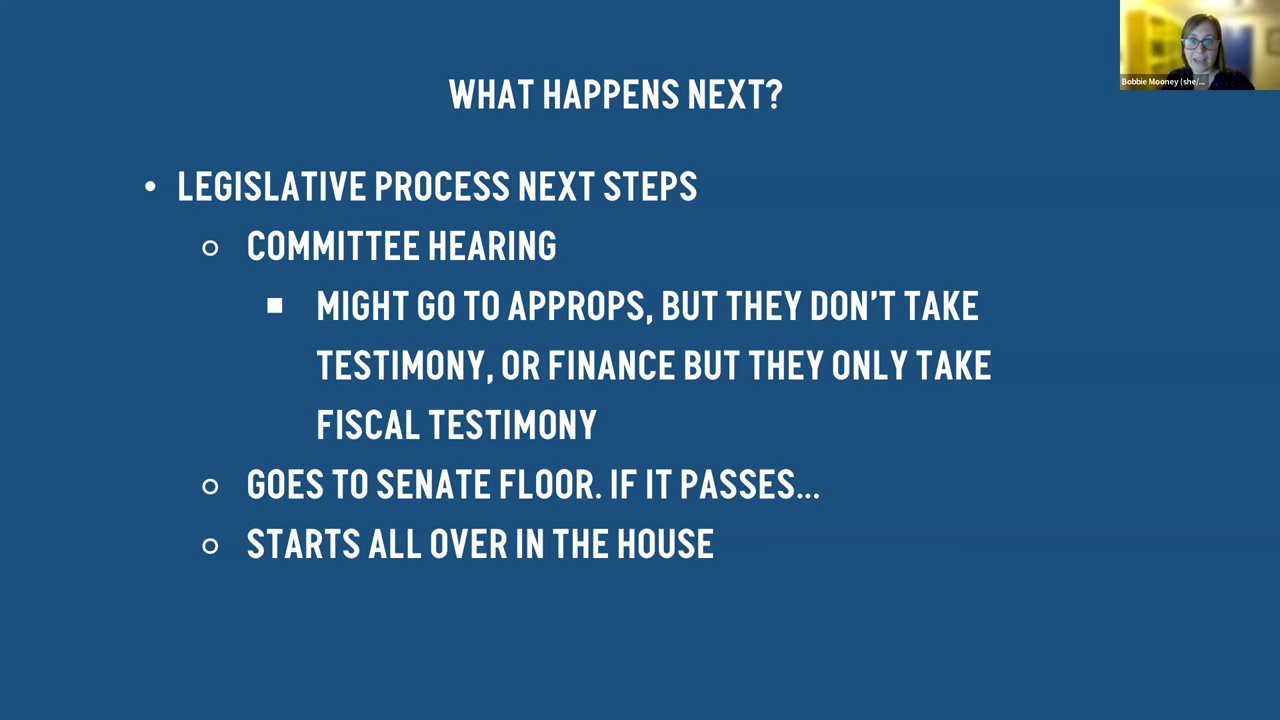 Bobbie Mooney (she/...
WHAT HAPPENS NEXT?
• LEGISLATIVE PROCESS NEXT STEPS
○ COMMITTEE HEARING
■ MIGHT GO TO APPROPS, BUT THEY DON'T TAKE
TESTIMONY, OR FINANCE BUT THEY ONLY TAKE
FISCAL TESTIMONY
○ GOES TO SENATE FLOOR. IF IT PASSES...
○ STARTS ALL OVER IN THE HOUSE